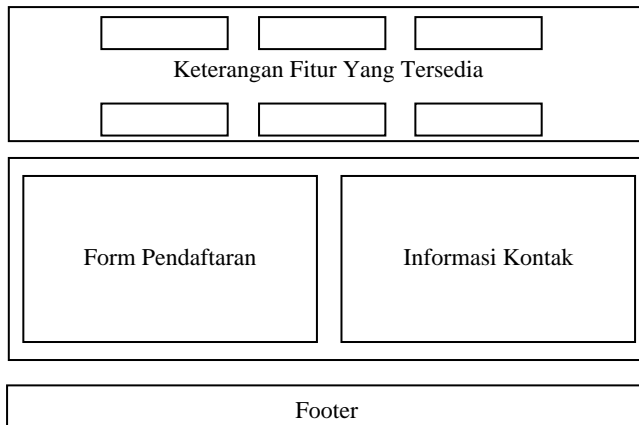 Keterangan Fitur Yang Tersedia
Form Pendaftaran
Informasi Kontak
Footer